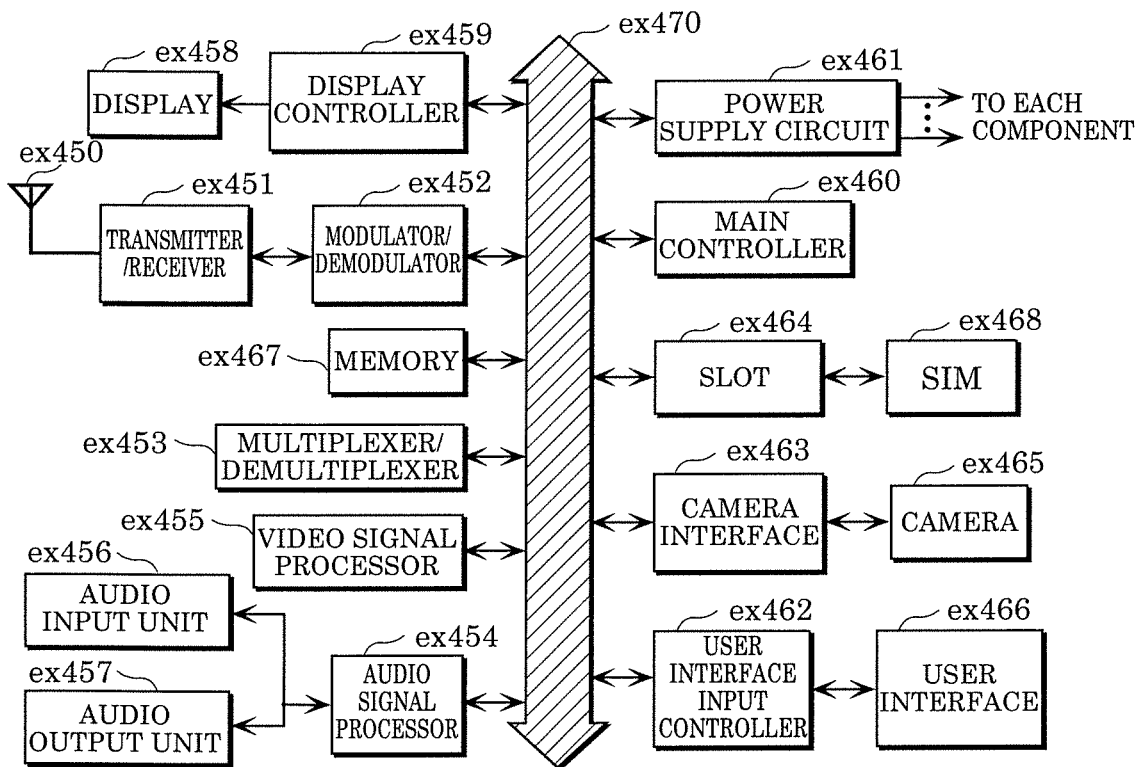 ex470
ex458
ex459
DISPLAY
DISPLAY
CONTROLLER
ex461
POWER
SUPPLY CIRCUIT
TO EACH
COMPONENT
ex450
ex451
TRANSMITTER
/RECEIVER
ex452
MODULATOR/
DEMODULATOR
ex460
MAIN
CONTROLLER
ex467
MEMORY
ex464
SLOT
ex468
SIM
ex453
MULTIPLEXER/
DEMULTIPLEXER
ex463
CAMERA
INTERFACE
ex465
CAMERA
ex455
VIDEO SIGNAL
PROCESSOR
ex456
AUDIO
INPUT UNIT
ex454
AUDIO
SIGNAL
PROCESSOR
ex457
AUDIO
OUTPUT UNIT
ex462
USER
INTERFACE
INPUT
CONTROLLER
ex466
USER
INTERFACE